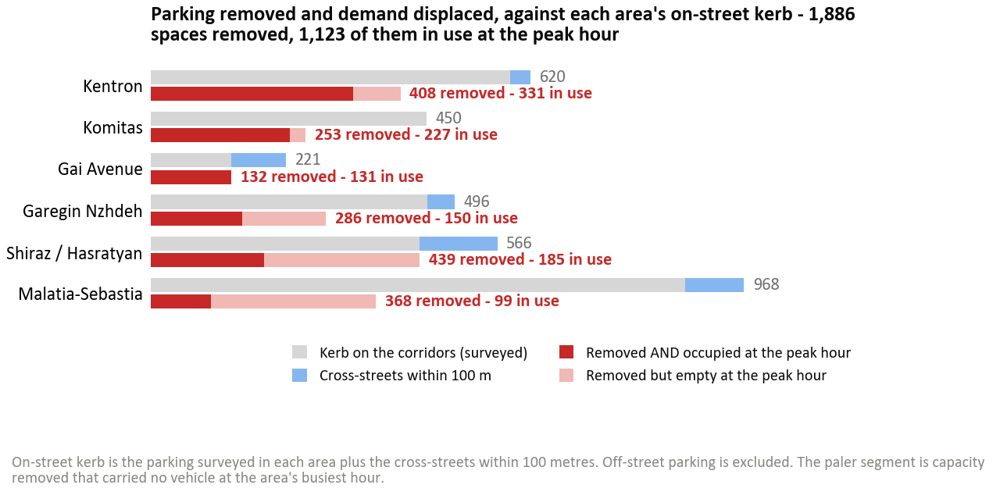 Parking removed and demand displaced, against each area's on-street kerb - 1,886
spaces removed, 1,123 of them in use at the peak hour
Kentron
620
408 removed - 331 in use
Komitas
450
253 removed - 227 in use
Gai Avenue
221
132 removed - 131 in use
Garegin Nzhdeh
496
286 removed - 150 in use
Shiraz / Hasratyan
566
439 removed - 185 in use
Malatia-Sebastia
968
368 removed - 99 in use
Kerb on the corridors (surveyed)
Cross-streets within 100 m
Removed AND occupied at the peak hour
Removed but empty at the peak hour
On-street kerb is the parking surveyed in each area plus the cross-streets within 100 metres. Off-street parking is excluded. The paler segment is capacity
removed that carried no vehicle at the area's busiest hour.